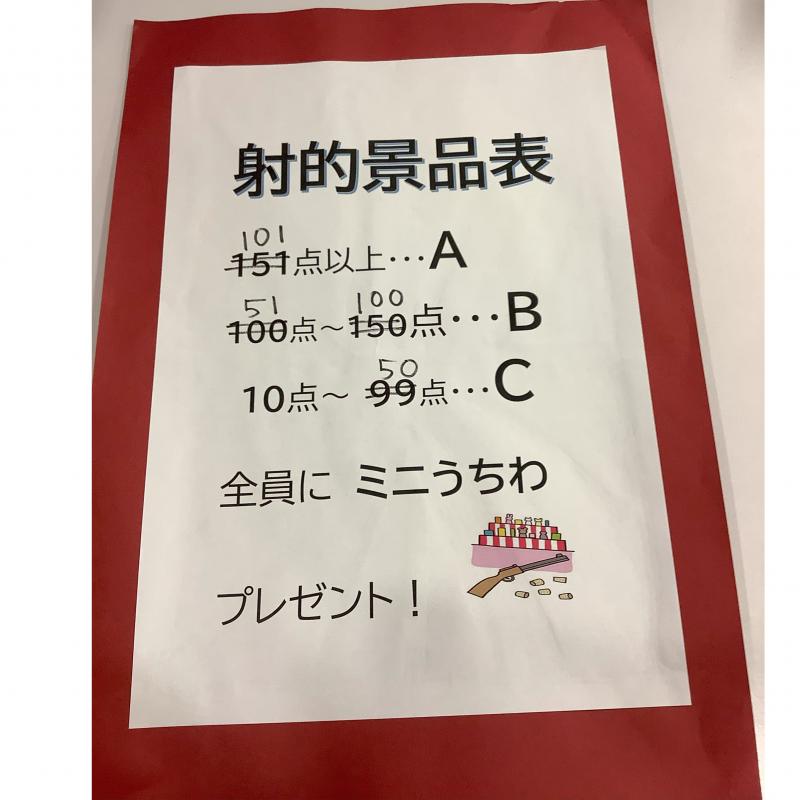 射的景品表
101
151点以上…A
51 100
100点～150点…B
50
10点～ 99点…C
全員に ミニうちわ
プレゼント！